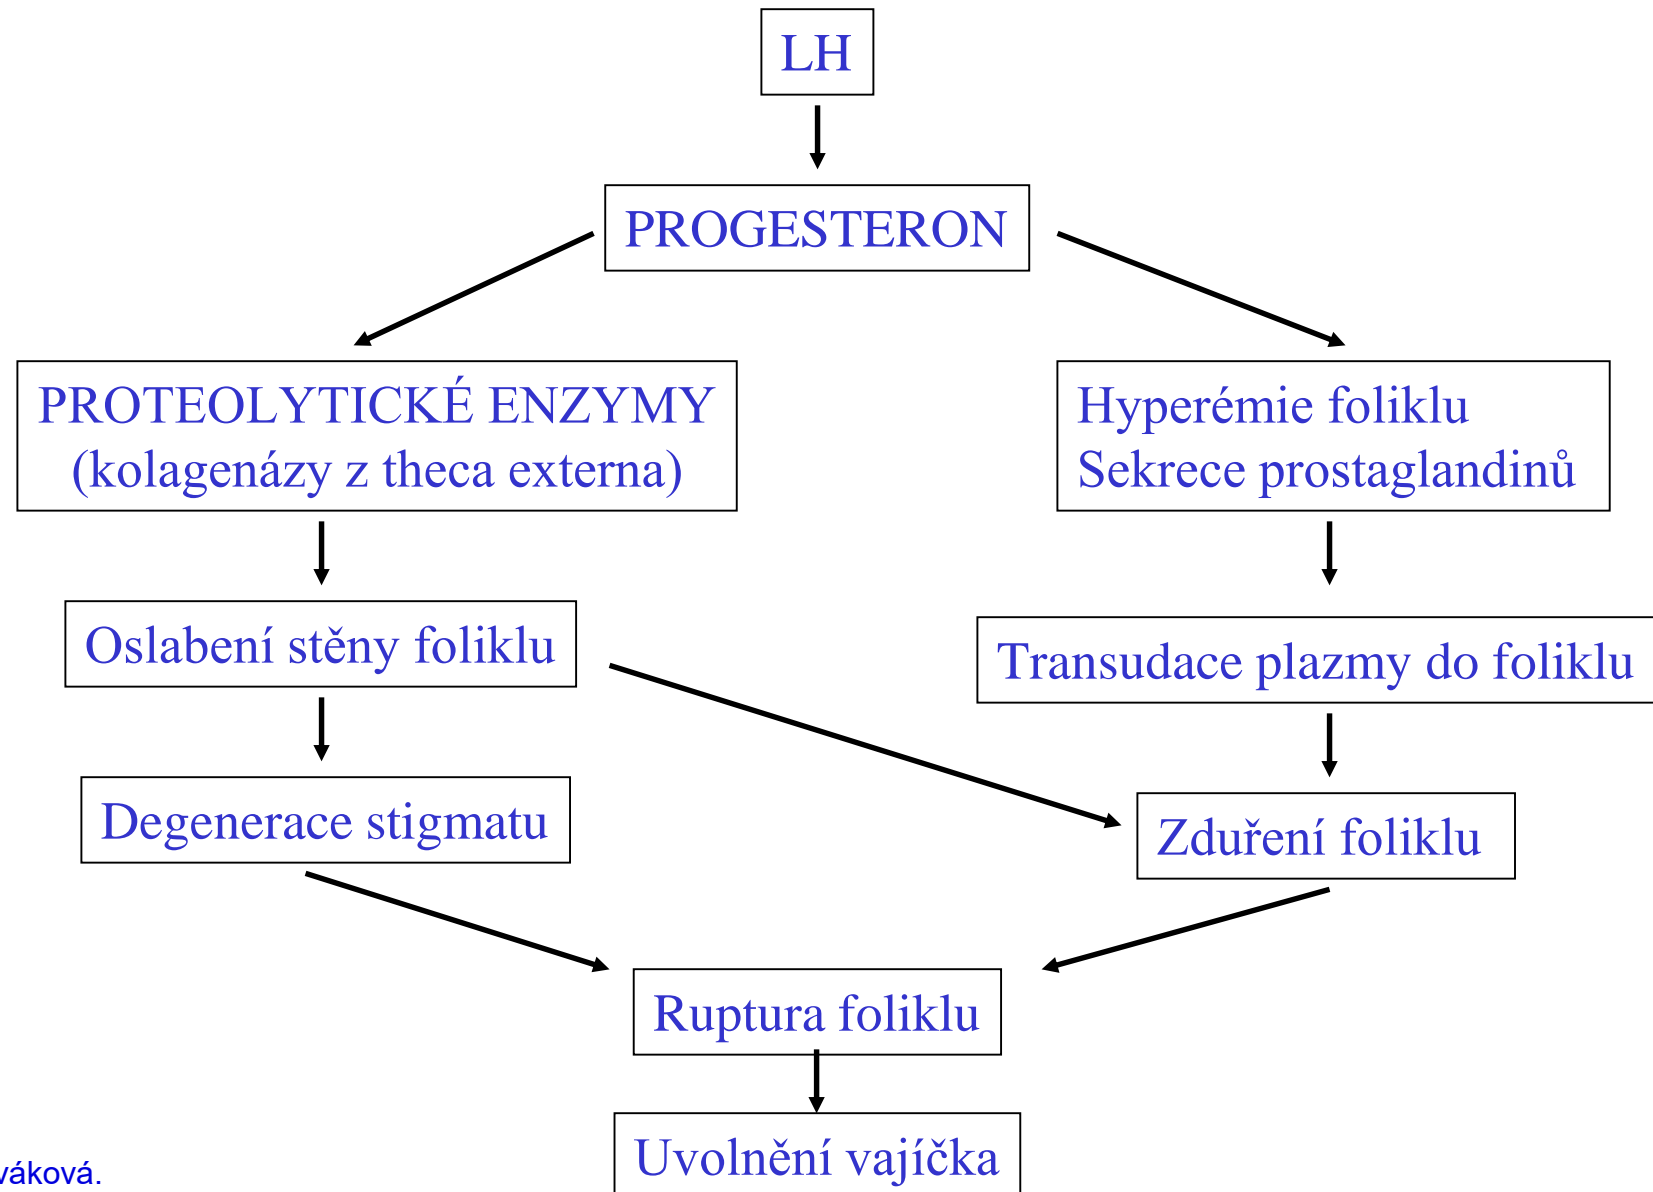 LH
PROGESTERON
PROTEOLYTICKÉ ENZYMY
(kolagenázy z theca externa)
Hyperémie foliklu
Sekrece prostaglandinů
Oslabení stěny foliklu
Transudace plazmy do foliklu
Degenerace stigmatu
Zduření foliklu
Ruptura foliklu
Uvolnění vajíčka
váková.